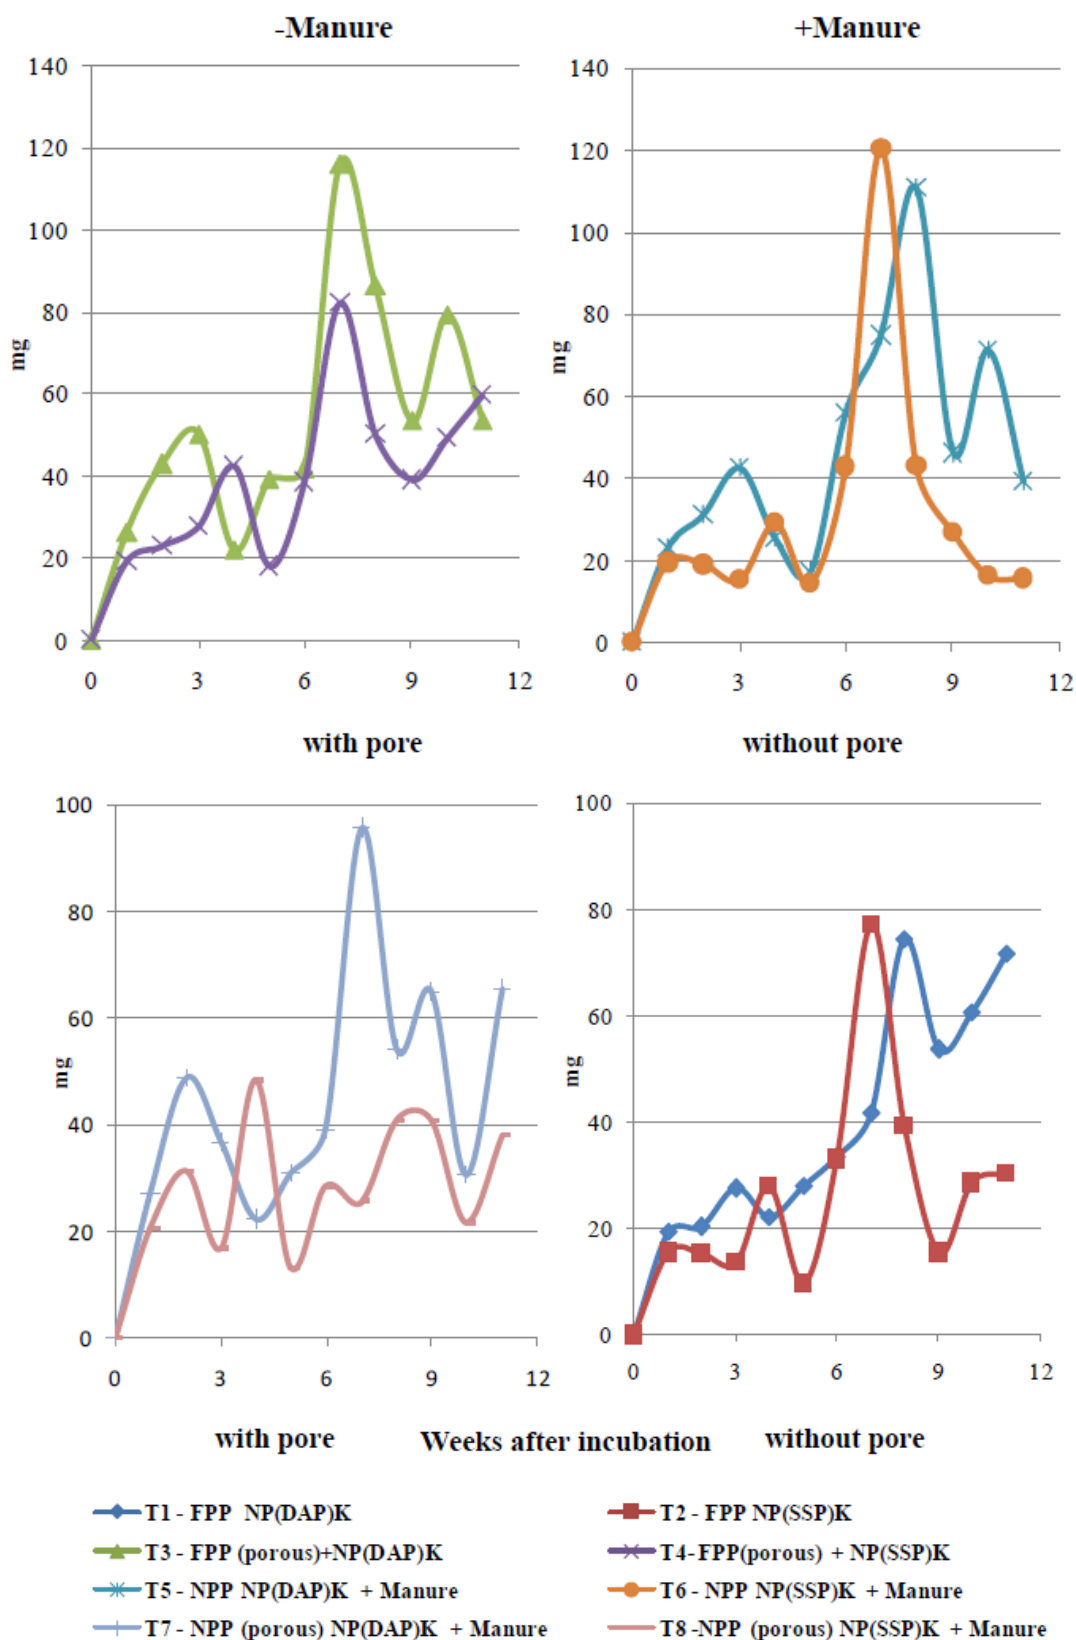 -Manure +Manure
140 140
120 120
100 100
80 80
mg mg
60 60
40 40
20 20
0 0
0 3 6 9 12 0 3 6 9 12
with pore without pore
100 100
80 80
60 60
mg mg
40 40
20 20
0 0
0 3 6 9 12 0 3 6 9 12
with pore Weeks after incubation without pore
T1 - FPP NP(DAP)K T2 - FPP NP(SSP)K
T3 - FPP (porous)+NP(DAP)K T4-FPP(porous) + NP(SSP)K
T5 - NPP NP(DAP)K + Manure T6 - NPP NP(SSP)K + Manure
T7 - NPP (porous) NP(DAP)K + Manure T8 -NPP (porous) NP(SSP)K + Manure